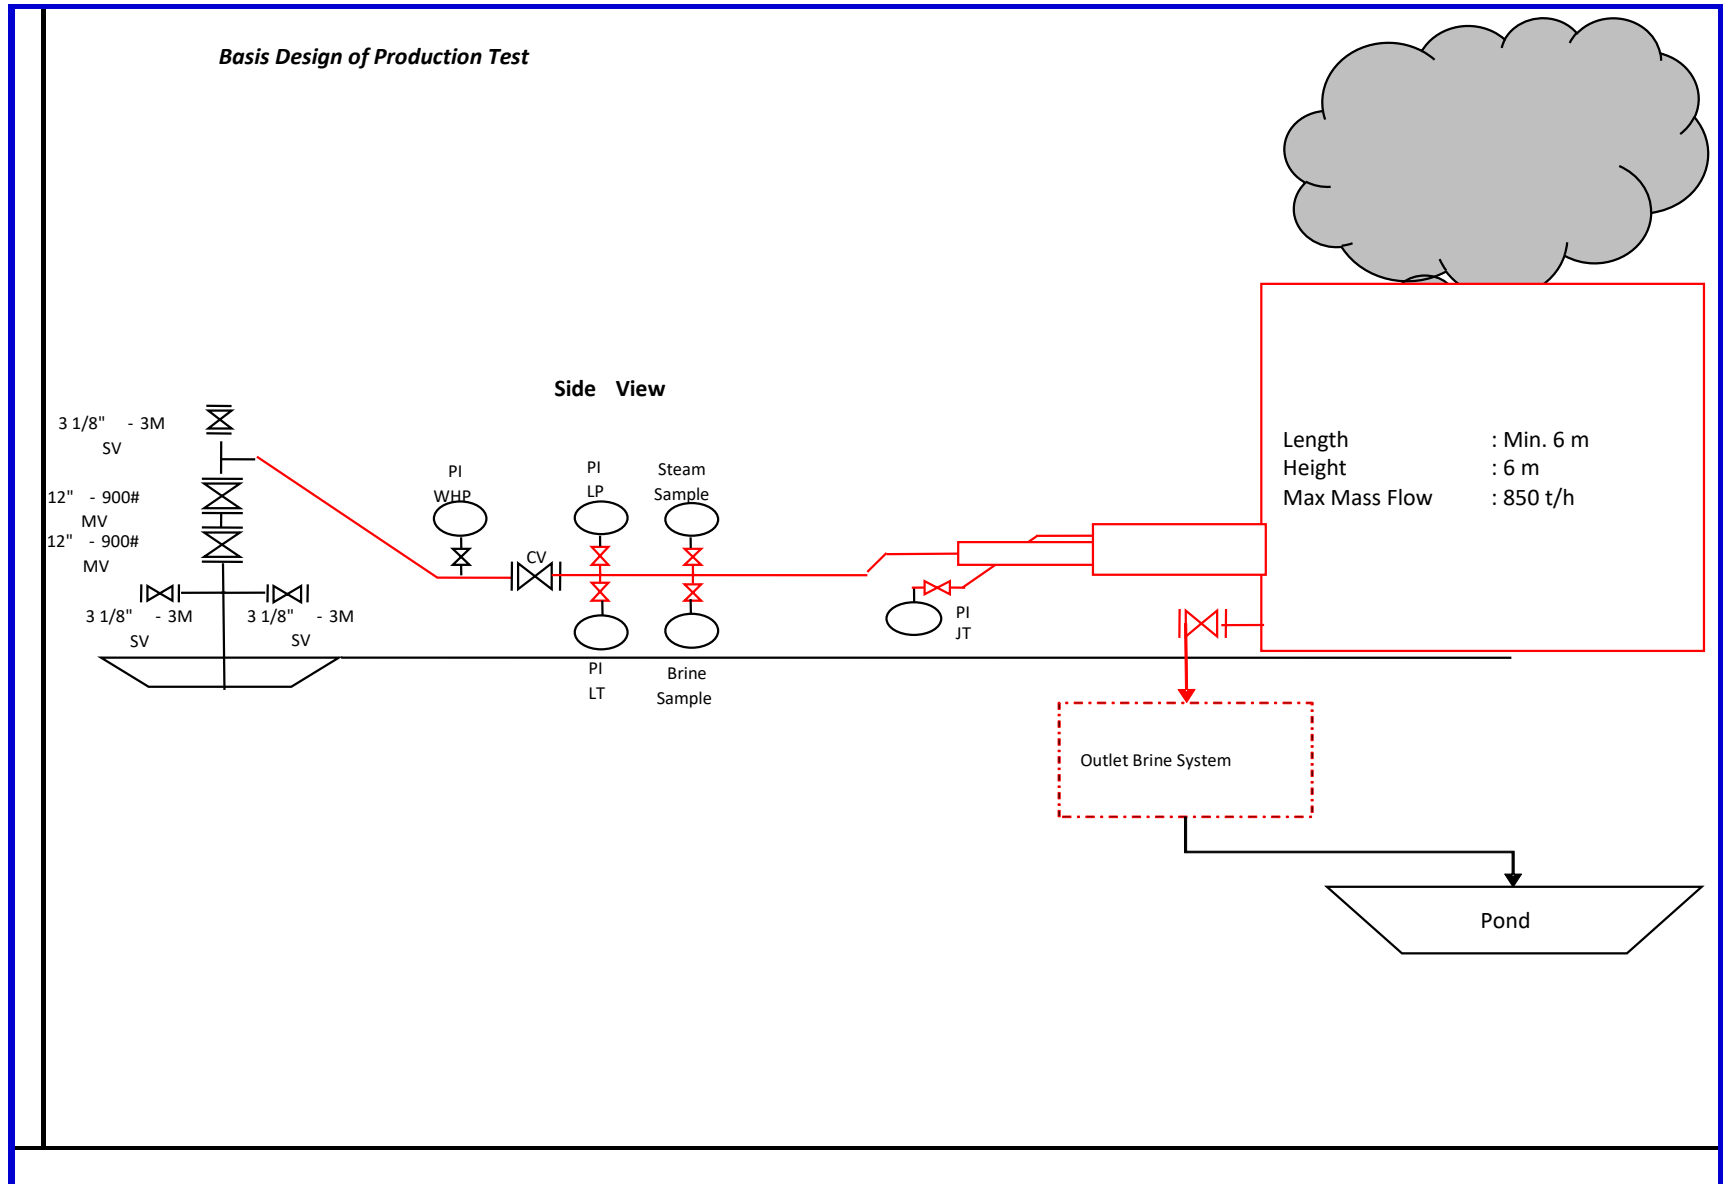 Basis Design of Production Test
Side View
3 1/8" - 3M
SV
12" - 900#
MV
12" - 900#
MV
3 1/8" - 3M
SV
3 1/8" - 3M
SV
PI
WHP
CV
PI
LP
Steam
Sample
PI
LT
Brine
Sample
PI
JT
Length : Min. 6 m
Height : 6 m
Max Mass Flow : 850 t/h
Outlet Brine System
Pond